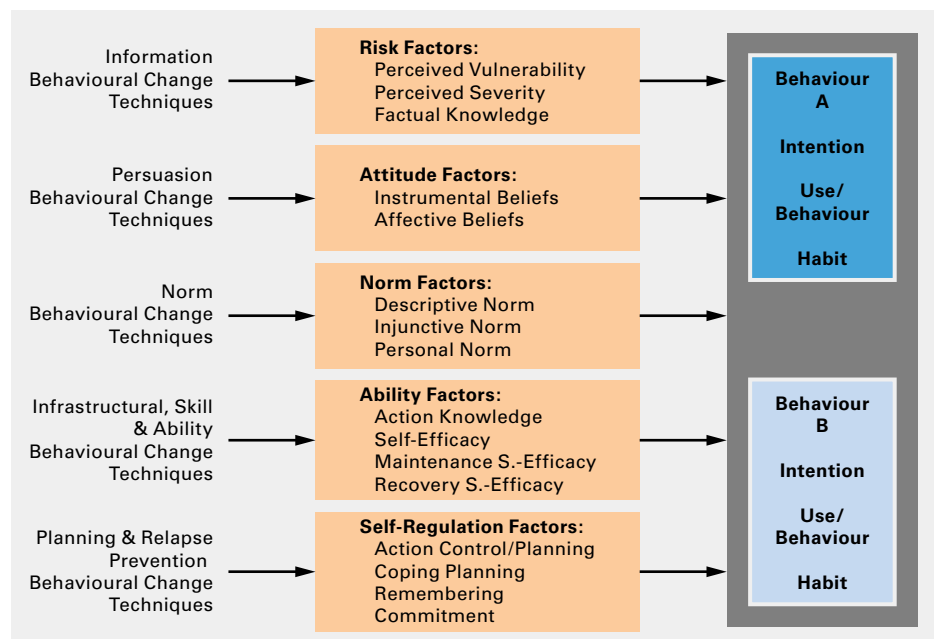 Information
Behavioural Change
Techniques
Risk Factors:
Perceived Vulnerability
Perceived Severity
Factual Knowledge
Persuasion
Behavioural Change
Techniques
Attitude Factors:
Instrumental Beliefs
Affective Beliefs
Norm
Behavioural Change
Techniques
Norm Factors:
Descriptive Norm
Injunctive Norm
Personal Norm
Infrastructural, Skill
& Ability
Behavioural Change
Techniques
Ability Factors:
Action Knowledge
Self-Efficacy
Maintenance S.-Efficacy
Recovery S.-Efficacy
Planning & Relapse
Prevention
Behavioural Change
Techniques
Self-Regulation Factors:
Action Control/Planning
Coping Planning
Remembering
Commitment
Behaviour
A
Intention
Use/
Behaviour
Habit
Behaviour
B
Intention
Use/
Behaviour
Habit